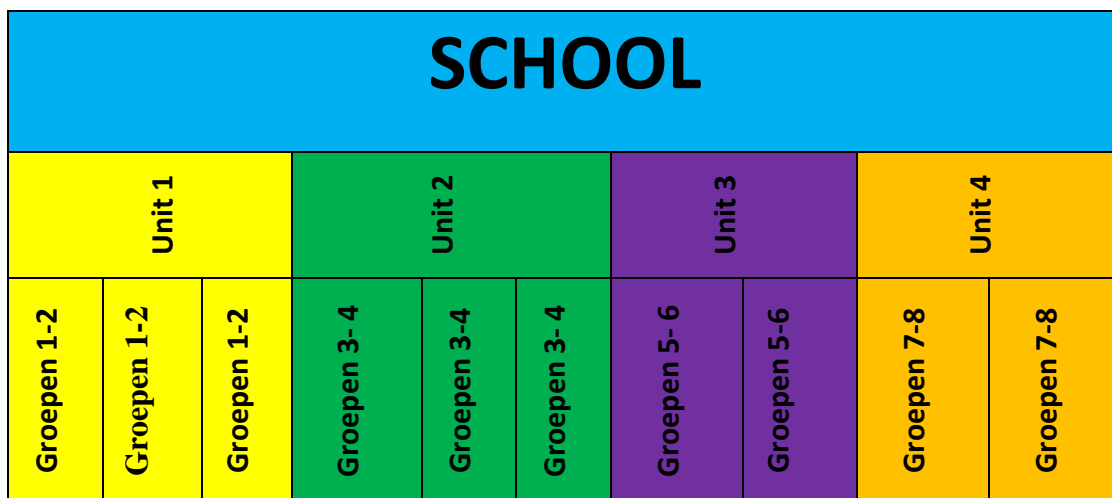 SCHOOL
Unit 1
Unit 2
Unit 3
Unit 4
Groepen 1-2
Groepen 1-2
Groepen 1-2
Groepen 3- 4
Groepen 3-4
Groepen 3- 4
Groepen 5- 6
Groepen 5-6
Groepen 7-8
Groepen 7-8